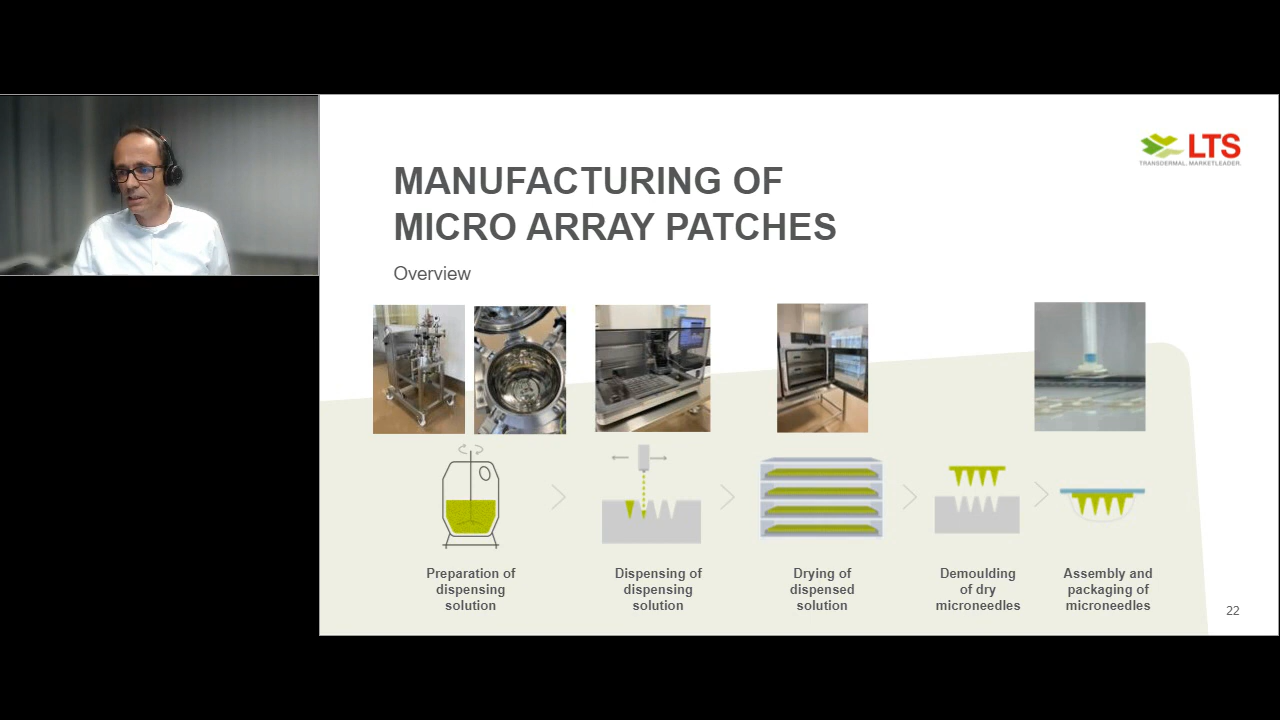 LTS
TRANSDERMAL. MARKETLEADER.
MANUFACTURING OF
MICRO ARRAY PATCHES
Overview
Preparation of
dispensing
solution
Dispensing of
dispensing
solution
Drying of
dispensed
solution
Demoulding
of dry
microneedles
Assembly and
packaging of
microneedles
22